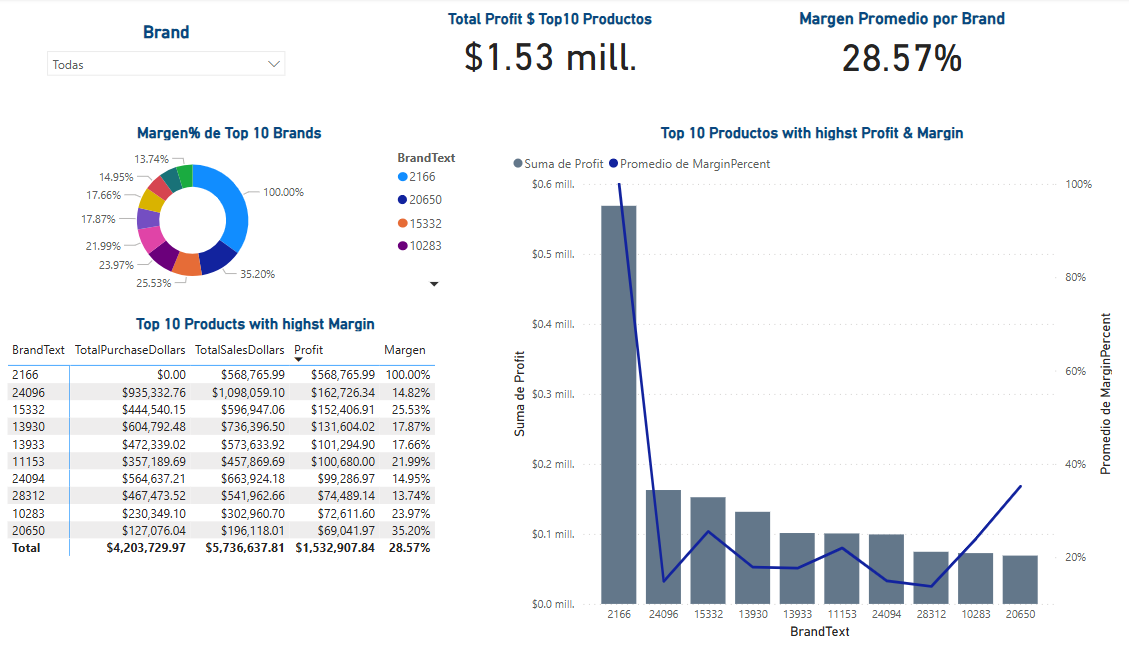 Brand
Todas
Total Profit $ Top10 Productos
$1.53 mill.
Margen Promedio por Brand
28.57%
Margen% de Top 10 Brands
13.74%
14.95%
17.66%
17.87%
21.99%
23.97%
25.53%
35.20%
100.00%
BrandText
2166
20650
15332
10283
Top 10 Products with highst Margin
BrandText TotalPurchaseDollars TotalSalesDollars Profit Margen
2166 $0.00 $568,765.99 $568,765.99 100.00%
24096 $935,332.76 $1,098,059.10 $162,726.34 14.82%
15332 $444,540.15 $596,947.06 $152,406.91 25.53%
13930 $604,792.48 $736,396.50 $131,604.02 17.87%
13933 $472,339.02 $573,633.92 $101,294.90 17.66%
11153 $357,189.69 $457,869.69 $100,680.00 21.99%
24094 $564,637.21 $663,924.18 $99,286.97 14.95%
28312 $467,473.52 $541,962.66 $74,489.14 13.74%
10283 $230,349.10 $302,960.70 $72,611.60 23.97%
20650 $127,076.04 $196,118.01 $69,041.97 35.20%
Total $4,203,729.97 $5,736,637.81 $1,532,907.84 28.57%
Top 10 Productos with highst Profit & Margin
Suma de Profit Promedio de MarginPercent
$0.6 mill.
$0.5 mill.
$0.4 mill.
$0.3 mill.
$0.2 mill.
$0.1 mill.
$0.0 mill.
Suma de Profit
100%
80%
60%
40%
20%
Promedio de MarginPercent
2166 24096 15332 13930 13933 11153 24094 28312 10283 20650
BrandText